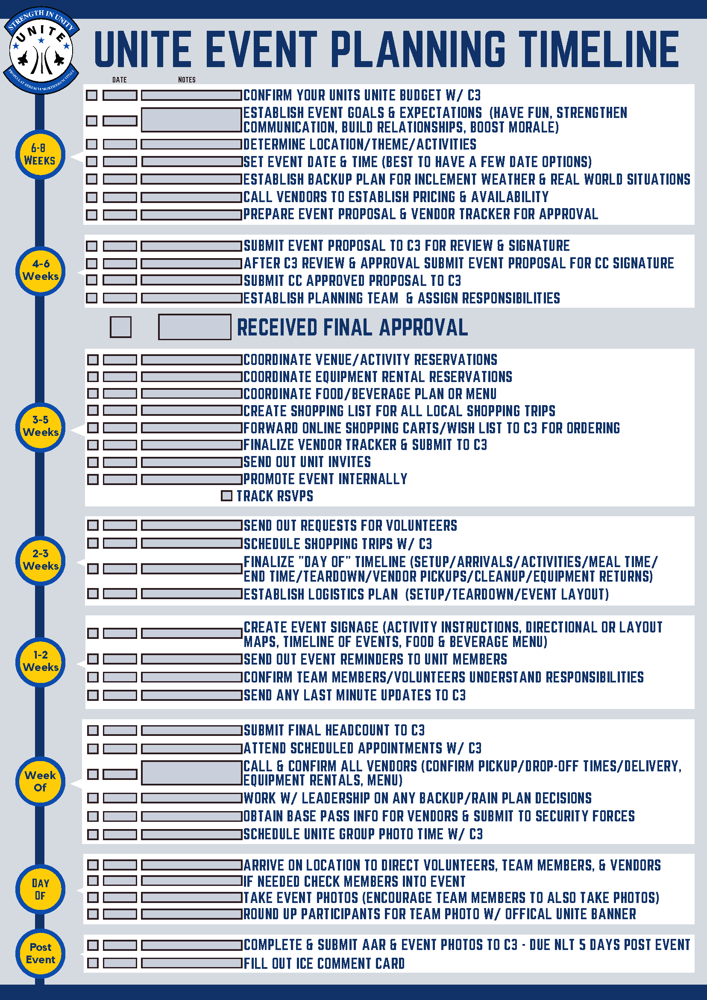 STRENGTH IN UNITY
UNITE
PROPELLAT AEREM VI MORTIFERUM VITALI
UNITE EVENT PLANNING TIMELINE
DATE NOTES
6-8
WEEKS
CONFIRM YOUR UNITS UNITE BUDGET W/ C3
ESTABLISH EVENT GOALS & EXPECTATIONS (HAVE FUN, STRENGTHEN
COMMUNICATION, BUILD RELATIONSHIPS, BOOST MORALE)
DETERMINE LOCATION/THEME/ACTIVITIES
SET EVENT DATE & TIME (BEST TO HAVE A FEW DATE OPTIONS)
ESTABLISH BACKUP PLAN FOR INCLEMENT WEATHER & REAL WORLD SITUATIONS
CALL VENDORS TO ESTABLISH PRICING & AVAILABILITY
PREPARE EVENT PROPOSAL & VENDOR TRACKER FOR APPROVAL
4-6
Weeks
SUBMIT EVENT PROPOSAL TO C3 FOR REVIEW & SIGNATURE
AFTER C3 REVIEW & APPROVAL SUBMIT EVENT PROPOSAL FOR CC SIGNATURE
SUBMIT CC APPROVED PROPOSAL TO C3
ESTABLISH PLANNING TEAM & ASSIGN RESPONSIBILITIES
RECEIVED FINAL APPROVAL
3-5
Weeks
COORDINATE VENUE/ACTIVITY RESERVATIONS
COORDINATE EQUIPMENT RENTAL RESERVATIONS
COORDINATE FOOD/BEVERAGE PLAN OR MENU
CREATE SHOPPING LIST FOR ALL LOCAL SHOPPING TRIPS
FORWARD ONLINE SHOPPING CARTS/WISH LIST TO C3 FOR ORDERING
FINALIZE VENDOR TRACKER & SUBMIT TO C3
SEND OUT UNIT INVITES
PROMOTE EVENT INTERNALLY
TRACK RSVPS
2-3
Weeks
SEND OUT REQUESTS FOR VOLUNTEERS
SCHEDULE SHOPPING TRIPS W/ C3
FINALIZE "DAY OF" TIMELINE (SETUP/ARRIVALS/ACTIVITIES/MEAL TIME/
END TIME/TEARDOWN/VENDOR PICKUPS/CLEANUP/EQUIPMENT RETURNS)
ESTABLISH LOGISTICS PLAN (SETUP/TEARDOWN/EVENT LAYOUT)
1-2
Weeks
CREATE EVENT SIGNAGE (ACTIVITY INSTRUCTIONS, DIRECTIONAL OR LAYOUT
MAPS, TIMELINE OF EVENTS, FOOD & BEVERAGE MENU)
SEND OUT EVENT REMINDERS TO UNIT MEMBERS
CONFIRM TEAM MEMBERS/VOLUNTEERS UNDERSTAND RESPONSIBILITIES
SEND ANY LAST MINUTE UPDATES TO C3
Week
Of
SUBMIT FINAL HEADCOUNT TO C3
ATTEND SCHEDULED APPOINTMENTS W/ C3
CALL & CONFIRM ALL VENDORS (CONFIRM PICKUP/DROP-OFF TIMES/DELIVERY,
EQUIPMENT RENTALS, MENU)
WORK W/ LEADERSHIP ON ANY BACKUP/RAIN PLAN DECISIONS
OBTAIN BASE PASS INFO FOR VENDORS & SUBMIT TO SECURITY FORCES
SCHEDULE UNITE GROUP PHOTO TIME W/ C3
DAY
OF
ARRIVE ON LOCATION TO DIRECT VOLUNTEERS, TEAM MEMBERS, & VENDORS
IF NEEDED CHECK MEMBERS INTO EVENT
TAKE EVENT PHOTOS (ENCOURAGE TEAM MEMBERS TO ALSO TAKE PHOTOS)
ROUND UP PARTICIPANTS FOR TEAM PHOTO W/ OFFICAL UNITE BANNER
Post
Event
COMPLETE & SUBMIT AAR & EVENT PHOTOS TO C3 - DUE NLT 5 DAYS POST EVENT
FILL OUT ICE COMMENT CARD